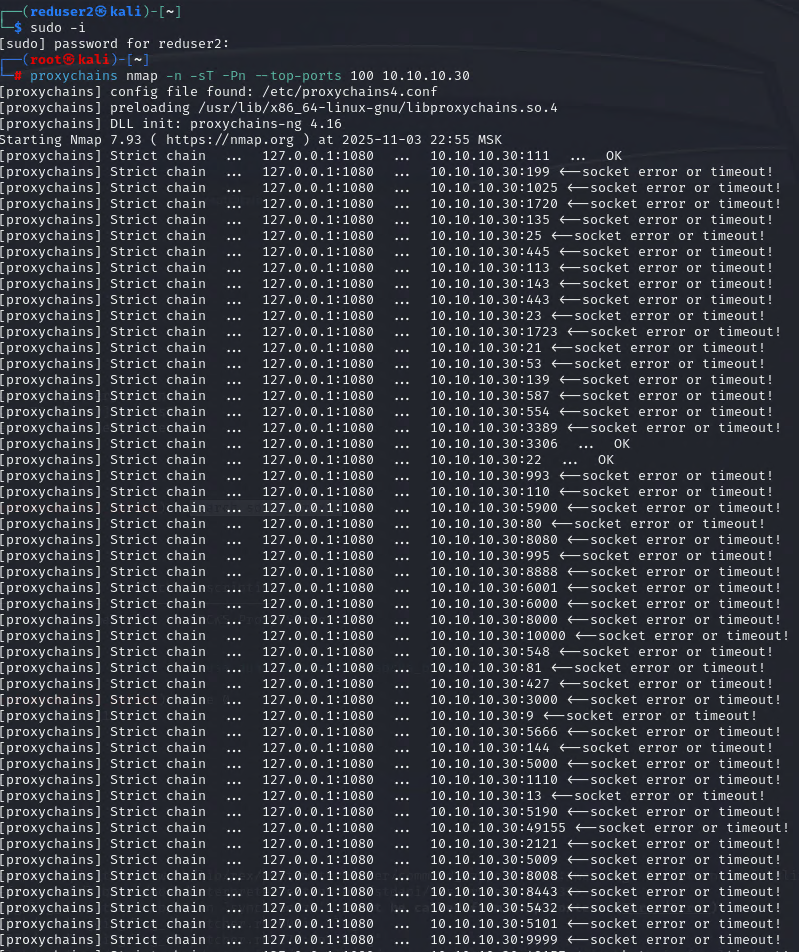 ┌──(reduser2㉿kali)-[~]
└─$ sudo -i
[sudo] password for reduser2:
┌──(root㉿kali)-[~]
└─# proxychains nmap -n -sT -Pn --top-ports 100 10.10.10.30
[proxychains] config file found: /etc/proxychains4.conf
[proxychains] preloading /usr/lib/x86_64-linux-gnu/libproxychains.so.4
[proxychains] DLL init: proxychains-ng 4.16
Starting Nmap 7.93 ( https://nmap.org ) at 2025-11-03 22:55 MSK
[proxychains] Strict chain  ...  127.0.0.1:1080  ...  10.10.10.30:111  ...  OK
[proxychains] Strict chain  ...  127.0.0.1:1080  ...  10.10.10.30:199 <--socket error or timeout!
[proxychains] Strict chain  ...  127.0.0.1:1080  ...  10.10.10.30:1025 <--socket error or timeout!
[proxychains] Strict chain  ...  127.0.0.1:1080  ...  10.10.10.30:1720 <--socket error or timeout!
[proxychains] Strict chain  ...  127.0.0.1:1080  ...  10.10.10.30:135 <--socket error or timeout!
[proxychains] Strict chain  ...  127.0.0.1:1080  ...  10.10.10.30:25 <--socket error or timeout!
[proxychains] Strict chain  ...  127.0.0.1:1080  ...  10.10.10.30:445 <--socket error or timeout!
[proxychains] Strict chain  ...  127.0.0.1:1080  ...  10.10.10.30:113 <--socket error or timeout!
[proxychains] Strict chain  ...  127.0.0.1:1080  ...  10.10.10.30:143 <--socket error or timeout!
[proxychains] Strict chain  ...  127.0.0.1:1080  ...  10.10.10.30:443 <--socket error or timeout!
[proxychains] Strict chain  ...  127.0.0.1:1080  ...  10.10.10.30:23 <--socket error or timeout!
[proxychains] Strict chain  ...  127.0.0.1:1080  ...  10.10.10.30:1723 <--socket error or timeout!
[proxychains] Strict chain  ...  127.0.0.1:1080  ...  10.10.10.30:21 <--socket error or timeout!
[proxychains] Strict chain  ...  127.0.0.1:1080  ...  10.10.10.30:53 <--socket error or timeout!
[proxychains] Strict chain  ...  127.0.0.1:1080  ...  10.10.10.30:139 <--socket error or timeout!
[proxychains] Strict chain  ...  127.0.0.1:1080  ...  10.10.10.30:587 <--socket error or timeout!
[proxychains] Strict chain  ...  127.0.0.1:1080  ...  10.10.10.30:554 <--socket error or timeout!
[proxychains] Strict chain  ...  127.0.0.1:1080  ...  10.10.10.30:3389 <--socket error or timeout!
[proxychains] Strict chain  ...  127.0.0.1:1080  ...  10.10.10.30:3306  ...  OK
[proxychains] Strict chain  ...  127.0.0.1:1080  ...  10.10.10.30:22  ...  OK
[proxychains] Strict chain  ...  127.0.0.1:1080  ...  10.10.10.30:993 <--socket error or timeout!
[proxychains] Strict chain  ...  127.0.0.1:1080  ...  10.10.10.30:110 <--socket error or timeout!
[proxychains] Strict chain  ...  127.0.0.1:1080  ...  10.10.10.30:5900 <--socket error or timeout!
[proxychains] Strict chain  ...  127.0.0.1:1080  ...  10.10.10.30:80 <--socket error or timeout!
[proxychains] Strict chain  ...  127.0.0.1:1080  ...  10.10.10.30:8080 <--socket error or timeout!
[proxychains] Strict chain  ...  127.0.0.1:1080  ...  10.10.10.30:995 <--socket error or timeout!
[proxychains] Strict chain  ...  127.0.0.1:1080  ...  10.10.10.30:8888 <--socket error or timeout!
[proxychains] Strict chain  ...  127.0.0.1:1080  ...  10.10.10.30:6001 <--socket error or timeout!
[proxychains] Strict chain  ...  127.0.0.1:1080  ...  10.10.10.30:6000 <--socket error or timeout!
[proxychains] Strict chain  ...  127.0.0.1:1080  ...  10.10.10.30:8000 <--socket error or timeout!
[proxychains] Strict chain  ...  127.0.0.1:1080  ...  10.10.10.30:10000 <--socket error or timeout!
[proxychains] Strict chain  ...  127.0.0.1:1080  ...  10.10.10.30:548 <--socket error or timeout!
[proxychains] Strict chain  ...  127.0.0.1:1080  ...  10.10.10.30:81 <--socket error or timeout!
[proxychains] Strict chain  ...  127.0.0.1:1080  ...  10.10.10.30:427 <--socket error or timeout!
[proxychains] Strict chain  ...  127.0.0.1:1080  ...  10.10.10.30:3000 <--socket error or timeout!
[proxychains] Strict chain  ...  127.0.0.1:1080  ...  10.10.10.30:9 <--socket error or timeout!
[proxychains] Strict chain  ...  127.0.0.1:1080  ...  10.10.10.30:5666 <--socket error or timeout!
[proxychains] Strict chain  ...  127.0.0.1:1080  ...  10.10.10.30:144 <--socket error or timeout!
[proxychains] Strict chain  ...  127.0.0.1:1080  ...  10.10.10.30:5000 <--socket error or timeout!
[proxychains] Strict chain  ...  127.0.0.1:1080  ...  10.10.10.30:1110 <--socket error or timeout!
[proxychains] Strict chain  ...  127.0.0.1:1080  ...  10.10.10.30:13 <--socket error or timeout!
[proxychains] Strict chain  ...  127.0.0.1:1080  ...  10.10.10.30:5190 <--socket error or timeout!
[proxychains] Strict chain  ...  127.0.0.1:1080  ...  10.10.10.30:49155 <--socket error or timeout!
[proxychains] Strict chain  ...  127.0.0.1:1080  ...  10.10.10.30:2121 <--socket error or timeout!
[proxychains] Strict chain  ...  127.0.0.1:1080  ...  10.10.10.30:5009 <--socket error or timeout!
[proxychains] Strict chain  ...  127.0.0.1:1080  ...  10.10.10.30:8008 <--socket error or timeout!
[proxychains] Strict chain  ...  127.0.0.1:1080  ...  10.10.10.30:8443 <--socket error or timeout!
[proxychains] Strict chain  ...  127.0.0.1:1080  ...  10.10.10.30:5432 <--socket error or timeout!
[proxychains] Strict chain  ...  127.0.0.1:1080  ...  10.10.10.30:5101 <--socket error or timeout!
[proxychains] Strict chain  ...  127.0.0.1:1080  ...  10.10.10.30:9999 <--socket error or timeout!